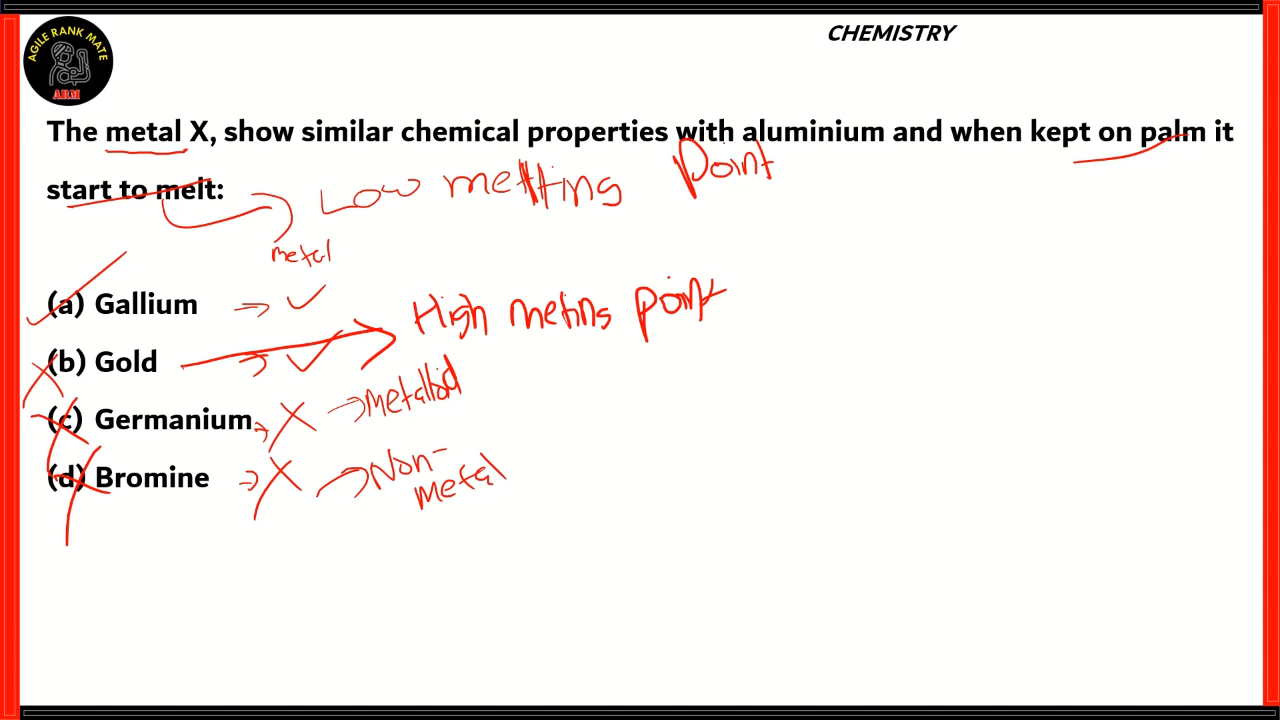 AGILE RANK MATE
ARM
CHEMISTRY
The metal X, show similar chemical properties with aluminium and when kept on palm it
start to melt:
Low melting Point
metal
(a) Gallium
High meting point
(b) Gold
(c) Germanium
metalloid
(d) Bromine
Non-
metal